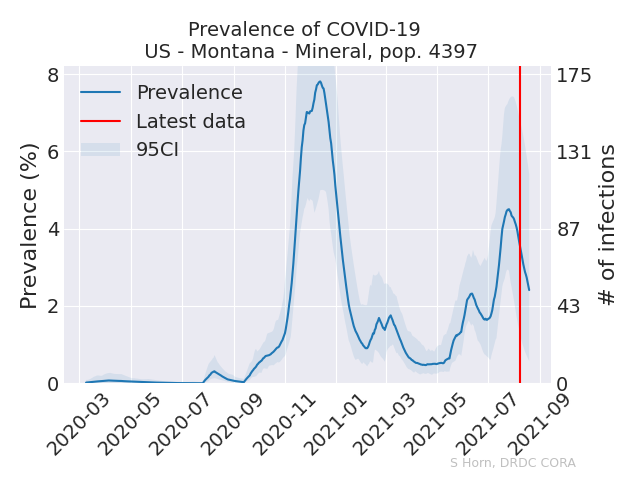 Prevalence of COVID-19
US - Montana - Mineral, pop. 4397
Prevalence
Latest data
95CI
Prevalence (%)
8
6
4
2
0
175
131
87
43
0
# of infections
2020-03
2020-05
2020-07
2020-09
2020-11
2021-01
2021-03
2021-05
2021-07
2021-09
S Horn, DRDC CORA